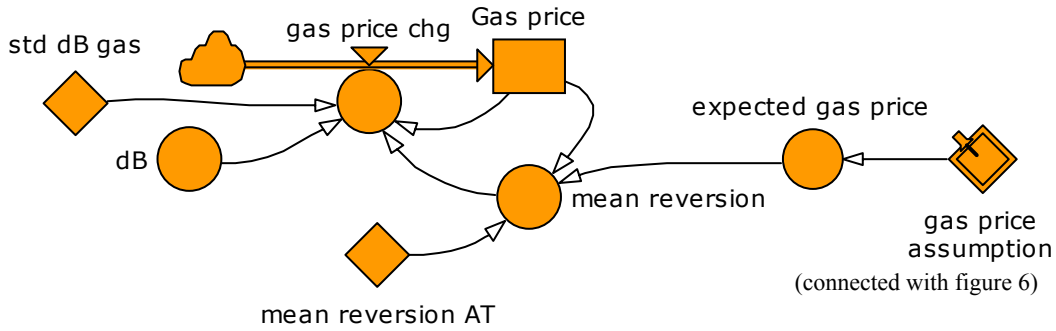 Gas price
gas price chg
std dB gas
expected gas price
dB
mean reversion
gas price
assumption
(connected with figure 6)
mean reversion AT